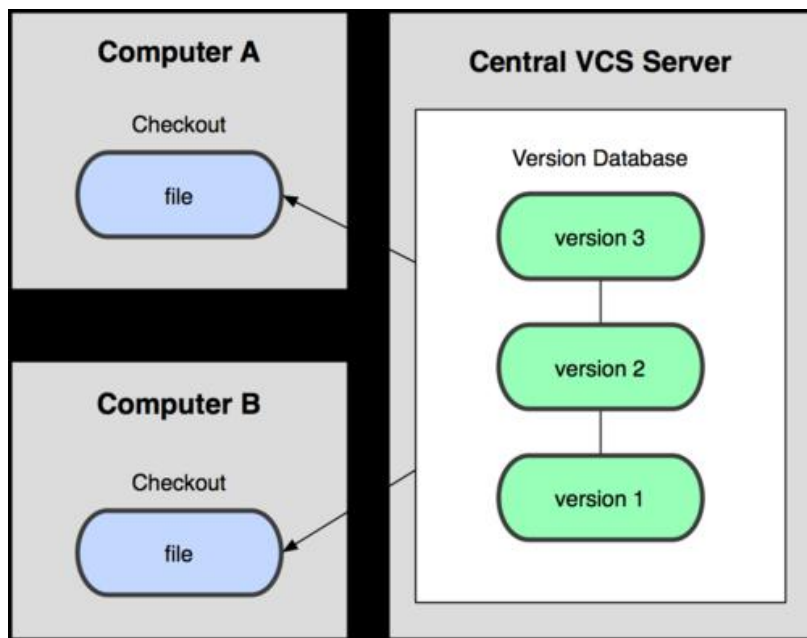 Computer A
Checkout
file
Central VCS Server
Version Database
version 3
version 2
version 1
Computer B
Checkout
file